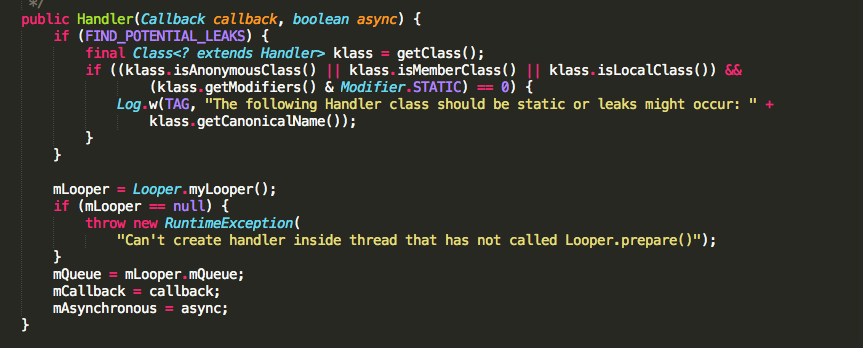 */
public Handler(Callback callback, boolean async) {
if (FIND_POTENTIAL_LEAKS) {
final Class<? extends Handler> klass = getClass();
if ((klass.isAnonymousClass() || klass.isMemberClass() || klass.isLocalClass()) &&
(klass.getModifiers() & Modifier.STATIC) == 0) {
Log.w(TAG, "The following Handler class should be static or leaks might occur: " +
klass.getCanonicalName());
}
}
mLooper = Looper.myLooper();
if (mLooper == null) {
throw new RuntimeException(
"Can't create handler inside thread that has not called Looper.prepare()");
}
mQueue = mLooper.mQueue;
mCallback = callback;
mAsynchronous = async;
}